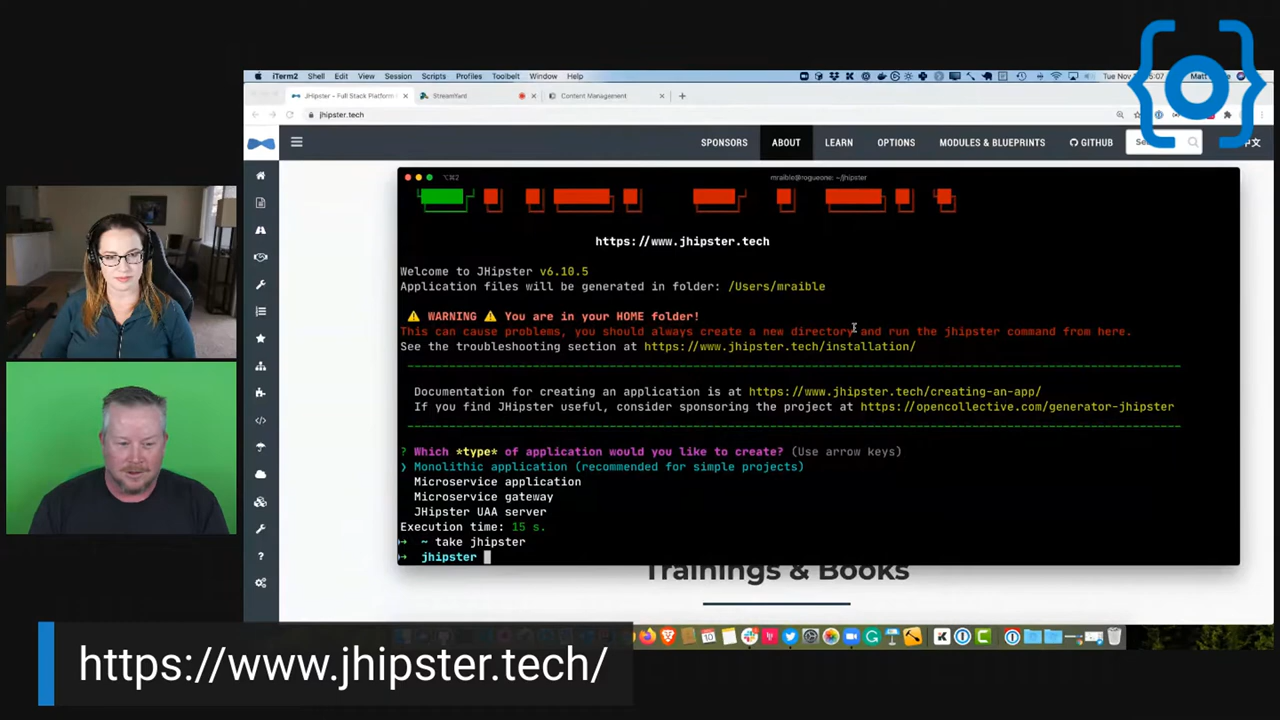 iTerm2 Shell Edit View Session Scripts Profiles Toolbelt Window Help
JHipster - Full Stack Platform
StreamYard
Content Management
jhipster.tech
SPONSORS ABOUT LEARN OPTIONS MODULES & BLUEPRINTS GITHUB
⌥⌘2 mraible@rogueone: ~/jhipster
https://www.jhipster.tech
Welcome to JHipster v6.10.5
Application files will be generated in folder: /Users/mraible
⚠️ WARNING ⚠️ You are in your HOME folder!
This can cause problems, you should always create a new directory and run the jhipster command from here.
See the troubleshooting section at https://www.jhipster.tech/installation/
Documentation for creating an application is at https://www.jhipster.tech/creating-an-app/
If you find JHipster useful, consider sponsoring the project at https://opencollective.com/generator-jhipster
? Which *type* of application would you like to create? (Use arrow keys)
❯ Monolithic application (recommended for simple projects)
Microservice application
Microservice gateway
JHipster UAA server
Execution time: 15 s.
➜ ~ take jhipster
➜ jhipster
Trainings & Books
https://www.jhipster.tech/